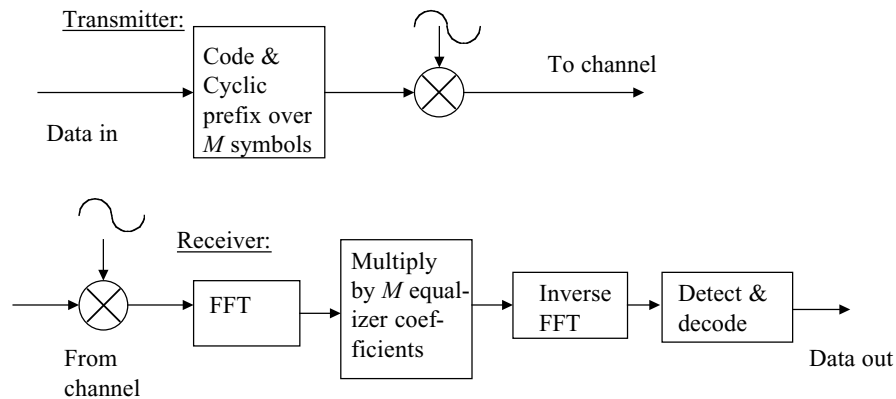 Transmitter:
Code &
Cyclic
prefix over
M symbols
To channel
Data in
Receiver:
FFT
Multiply
by M equal-
izer coef-
ficients
Inverse
FFT
Detect &
decode
From
channel
Data out